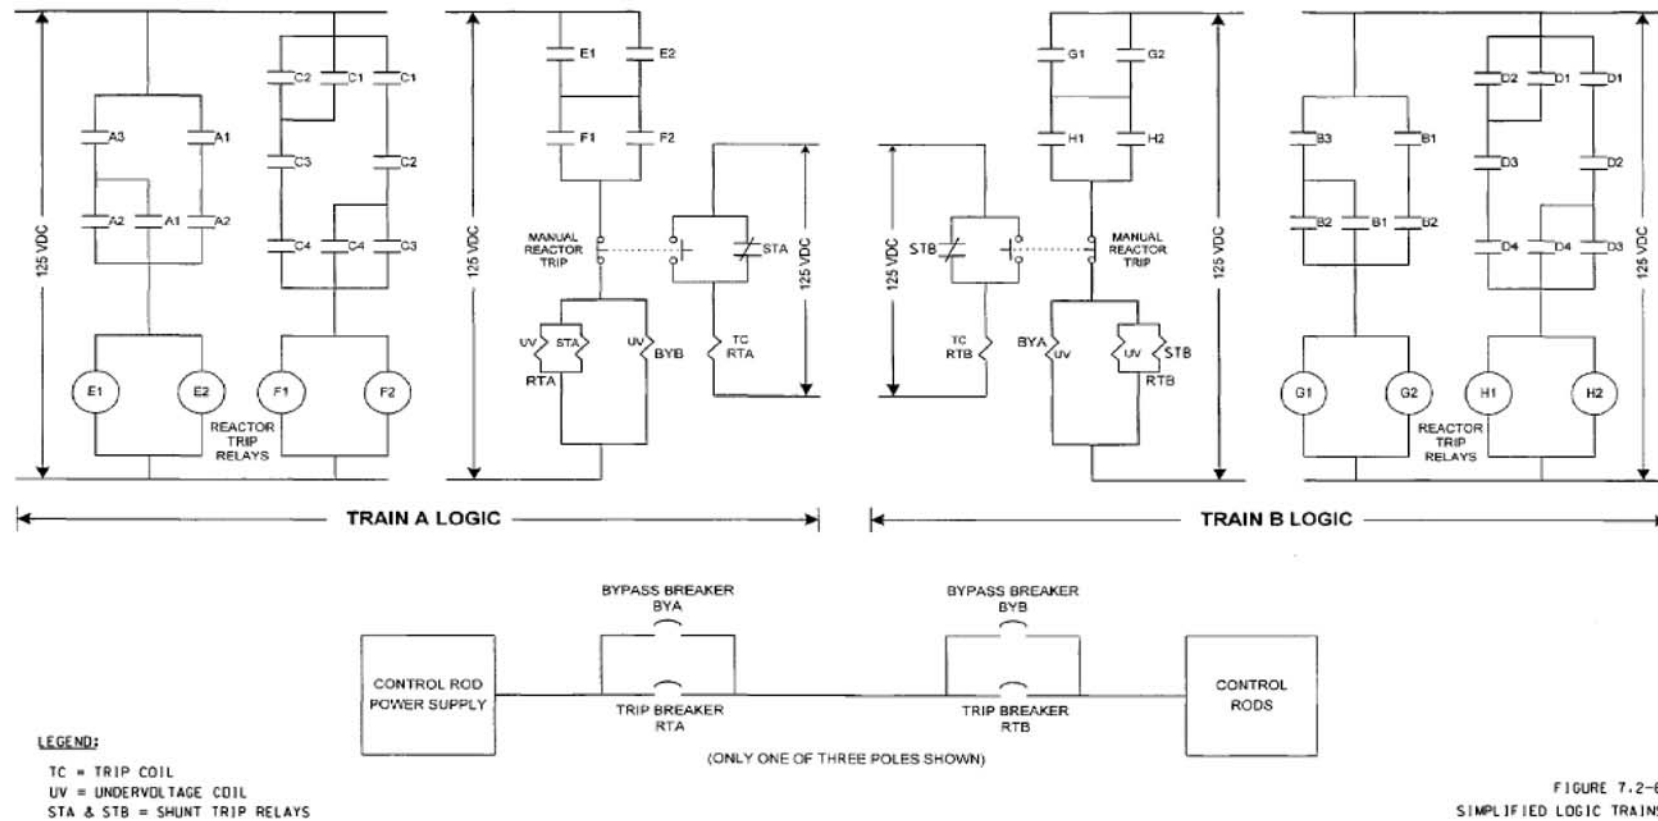 125 VDC
A3
A1
A2
A1
A2
C2
C1
C1
C3
C2
C4
C4
C3
E1
E2
F1
F2
REACTOR
TRIP
RELAYS
125 VDC
E1
E2
F1
F2
MANUAL
REACTOR
TRIP
STA
125 VDC
UV
STA
RTA
UV
BYB
TC
RTA
TRAIN A LOGIC
125 VDC
STB
MANUAL
REACTOR
TRIP
TC
RTB
G1
G2
H1
H2
BYA
UV
UV
STB
RTB
125 VDC
B3
B1
B2
B1
B2
D2
D1
D1
D3
D2
D4
D4
D3
G1
G2
H1
H2
REACTOR
TRIP
RELAYS
125 VDC
TRAIN B LOGIC
BYPASS BREAKER
BYA
BYPASS BREAKER
BYB
CONTROL ROD
POWER SUPPLY
TRIP BREAKER
RTA
TRIP BREAKER
RTB
CONTROL
RODS
(ONLY ONE OF THREE POLES SHOWN)
LEGEND:
TC = TRIP COIL
UV = UNDERVOLTAGE COIL
STA & STB = SHUNT TRIP RELAYS
FIGURE 7.2-6
SIMPLIFIED LOGIC TRAINS